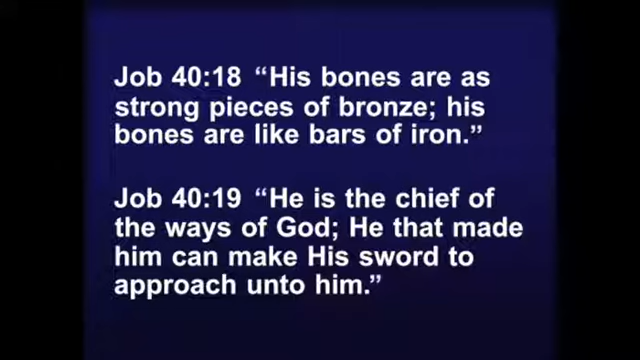 Job 40:18 “His bones are as
strong pieces of bronze; his
bones are like bars of iron.”
Job 40:19 “He is the chief of
the ways of God; He that made
him can make His sword to
approach unto him.”